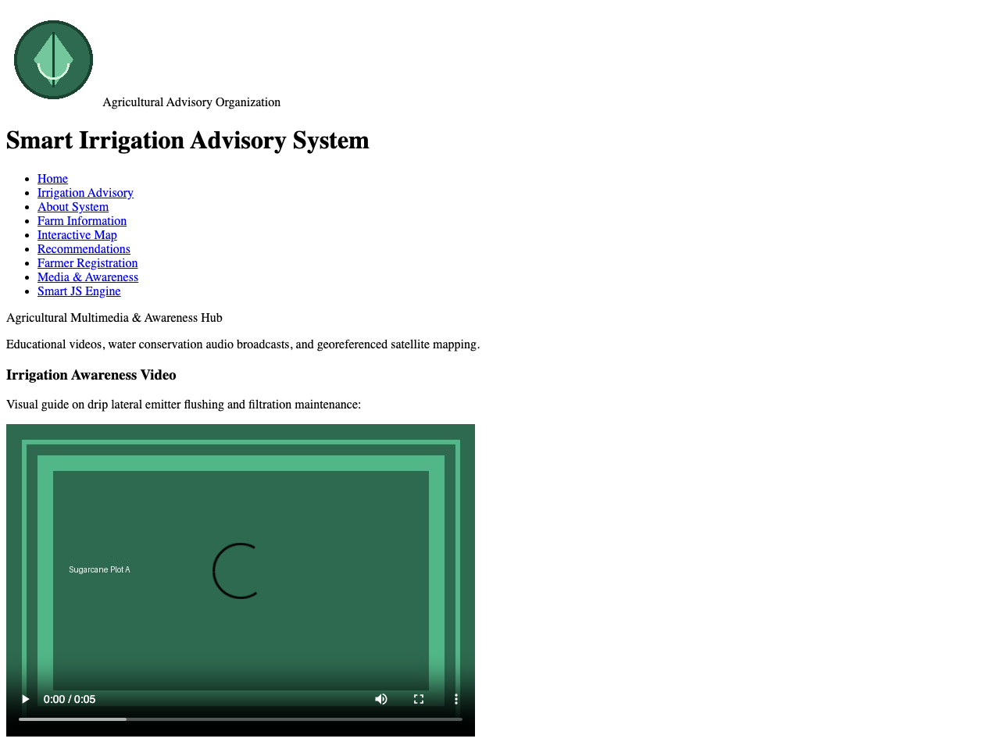 Agricultural Advisory Organization
Smart Irrigation Advisory System
Home
Irrigation Advisory
About System
Farm Information
Interactive Map
Recommendations
Farmer Registration
Media & Awareness
Smart JS Engine
Agricultural Multimedia & Awareness Hub
Educational videos, water conservation audio broadcasts, and georeferenced satellite mapping.
Irrigation Awareness Video
Visual guide on drip lateral emitter flushing and filtration maintenance:
Sugarcane Plot A
0:00 / 0:05